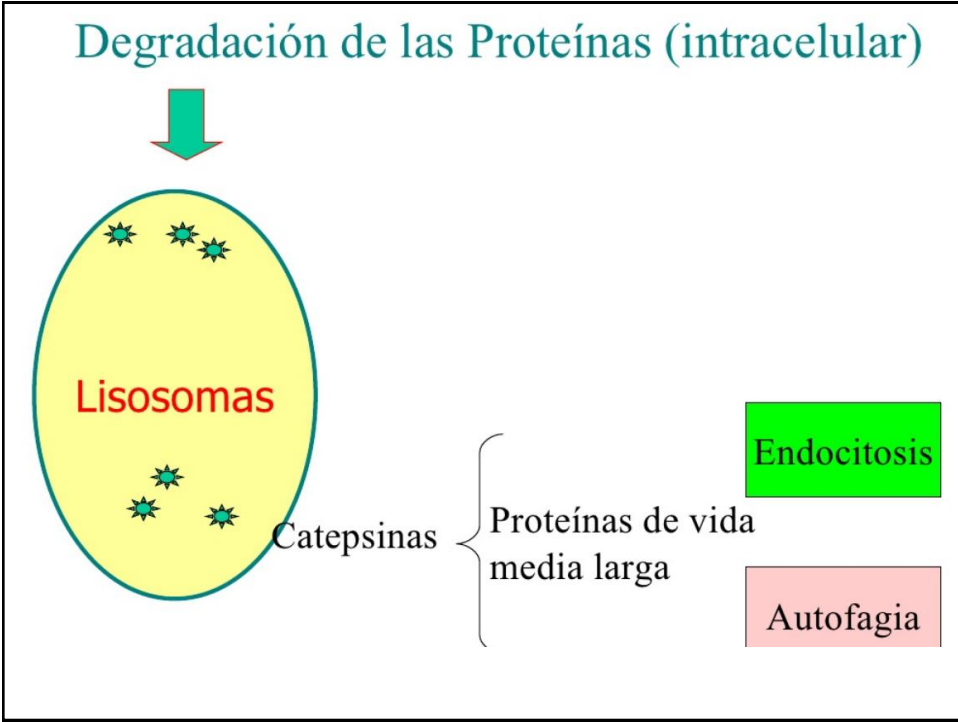 Degradación de las Proteínas (intracelular)
Lisosomas
Catepsinas
Proteínas de vida
media larga
Endocitosis
Autofagia